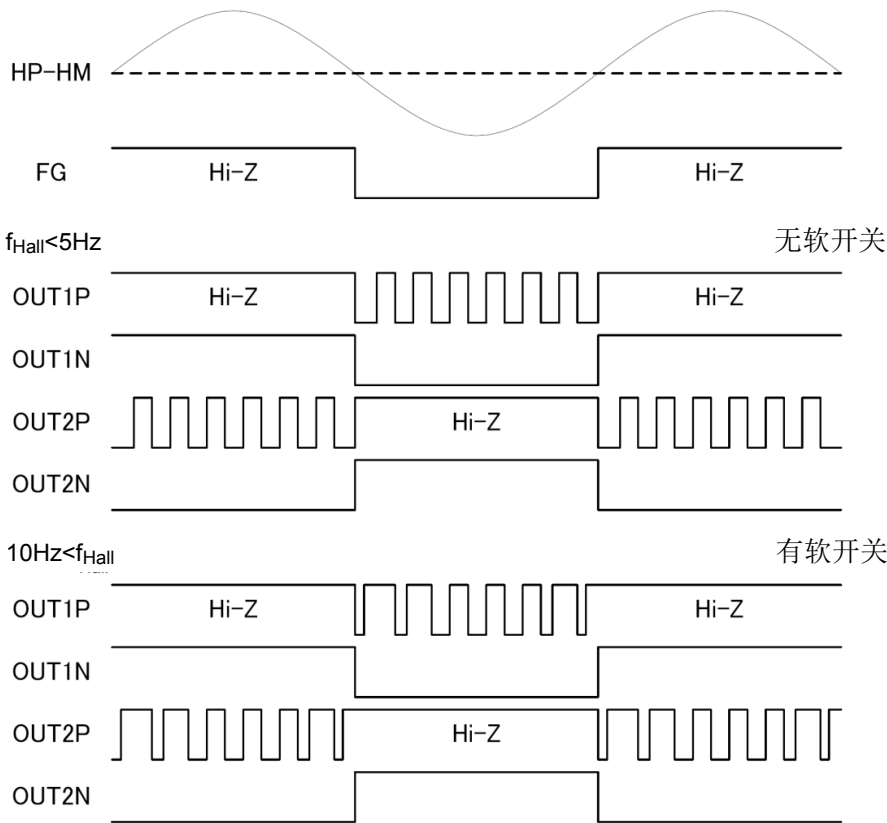 HP-HM
FG Hi-Z Hi-Z
fHall<5Hz 无软开关
OUT1P Hi-Z Hi-Z
OUT1N
OUT2P Hi-Z
OUT2N
10Hz<fHall 有软开关
OUT1P Hi-Z Hi-Z
OUT1N
OUT2P Hi-Z
OUT2N